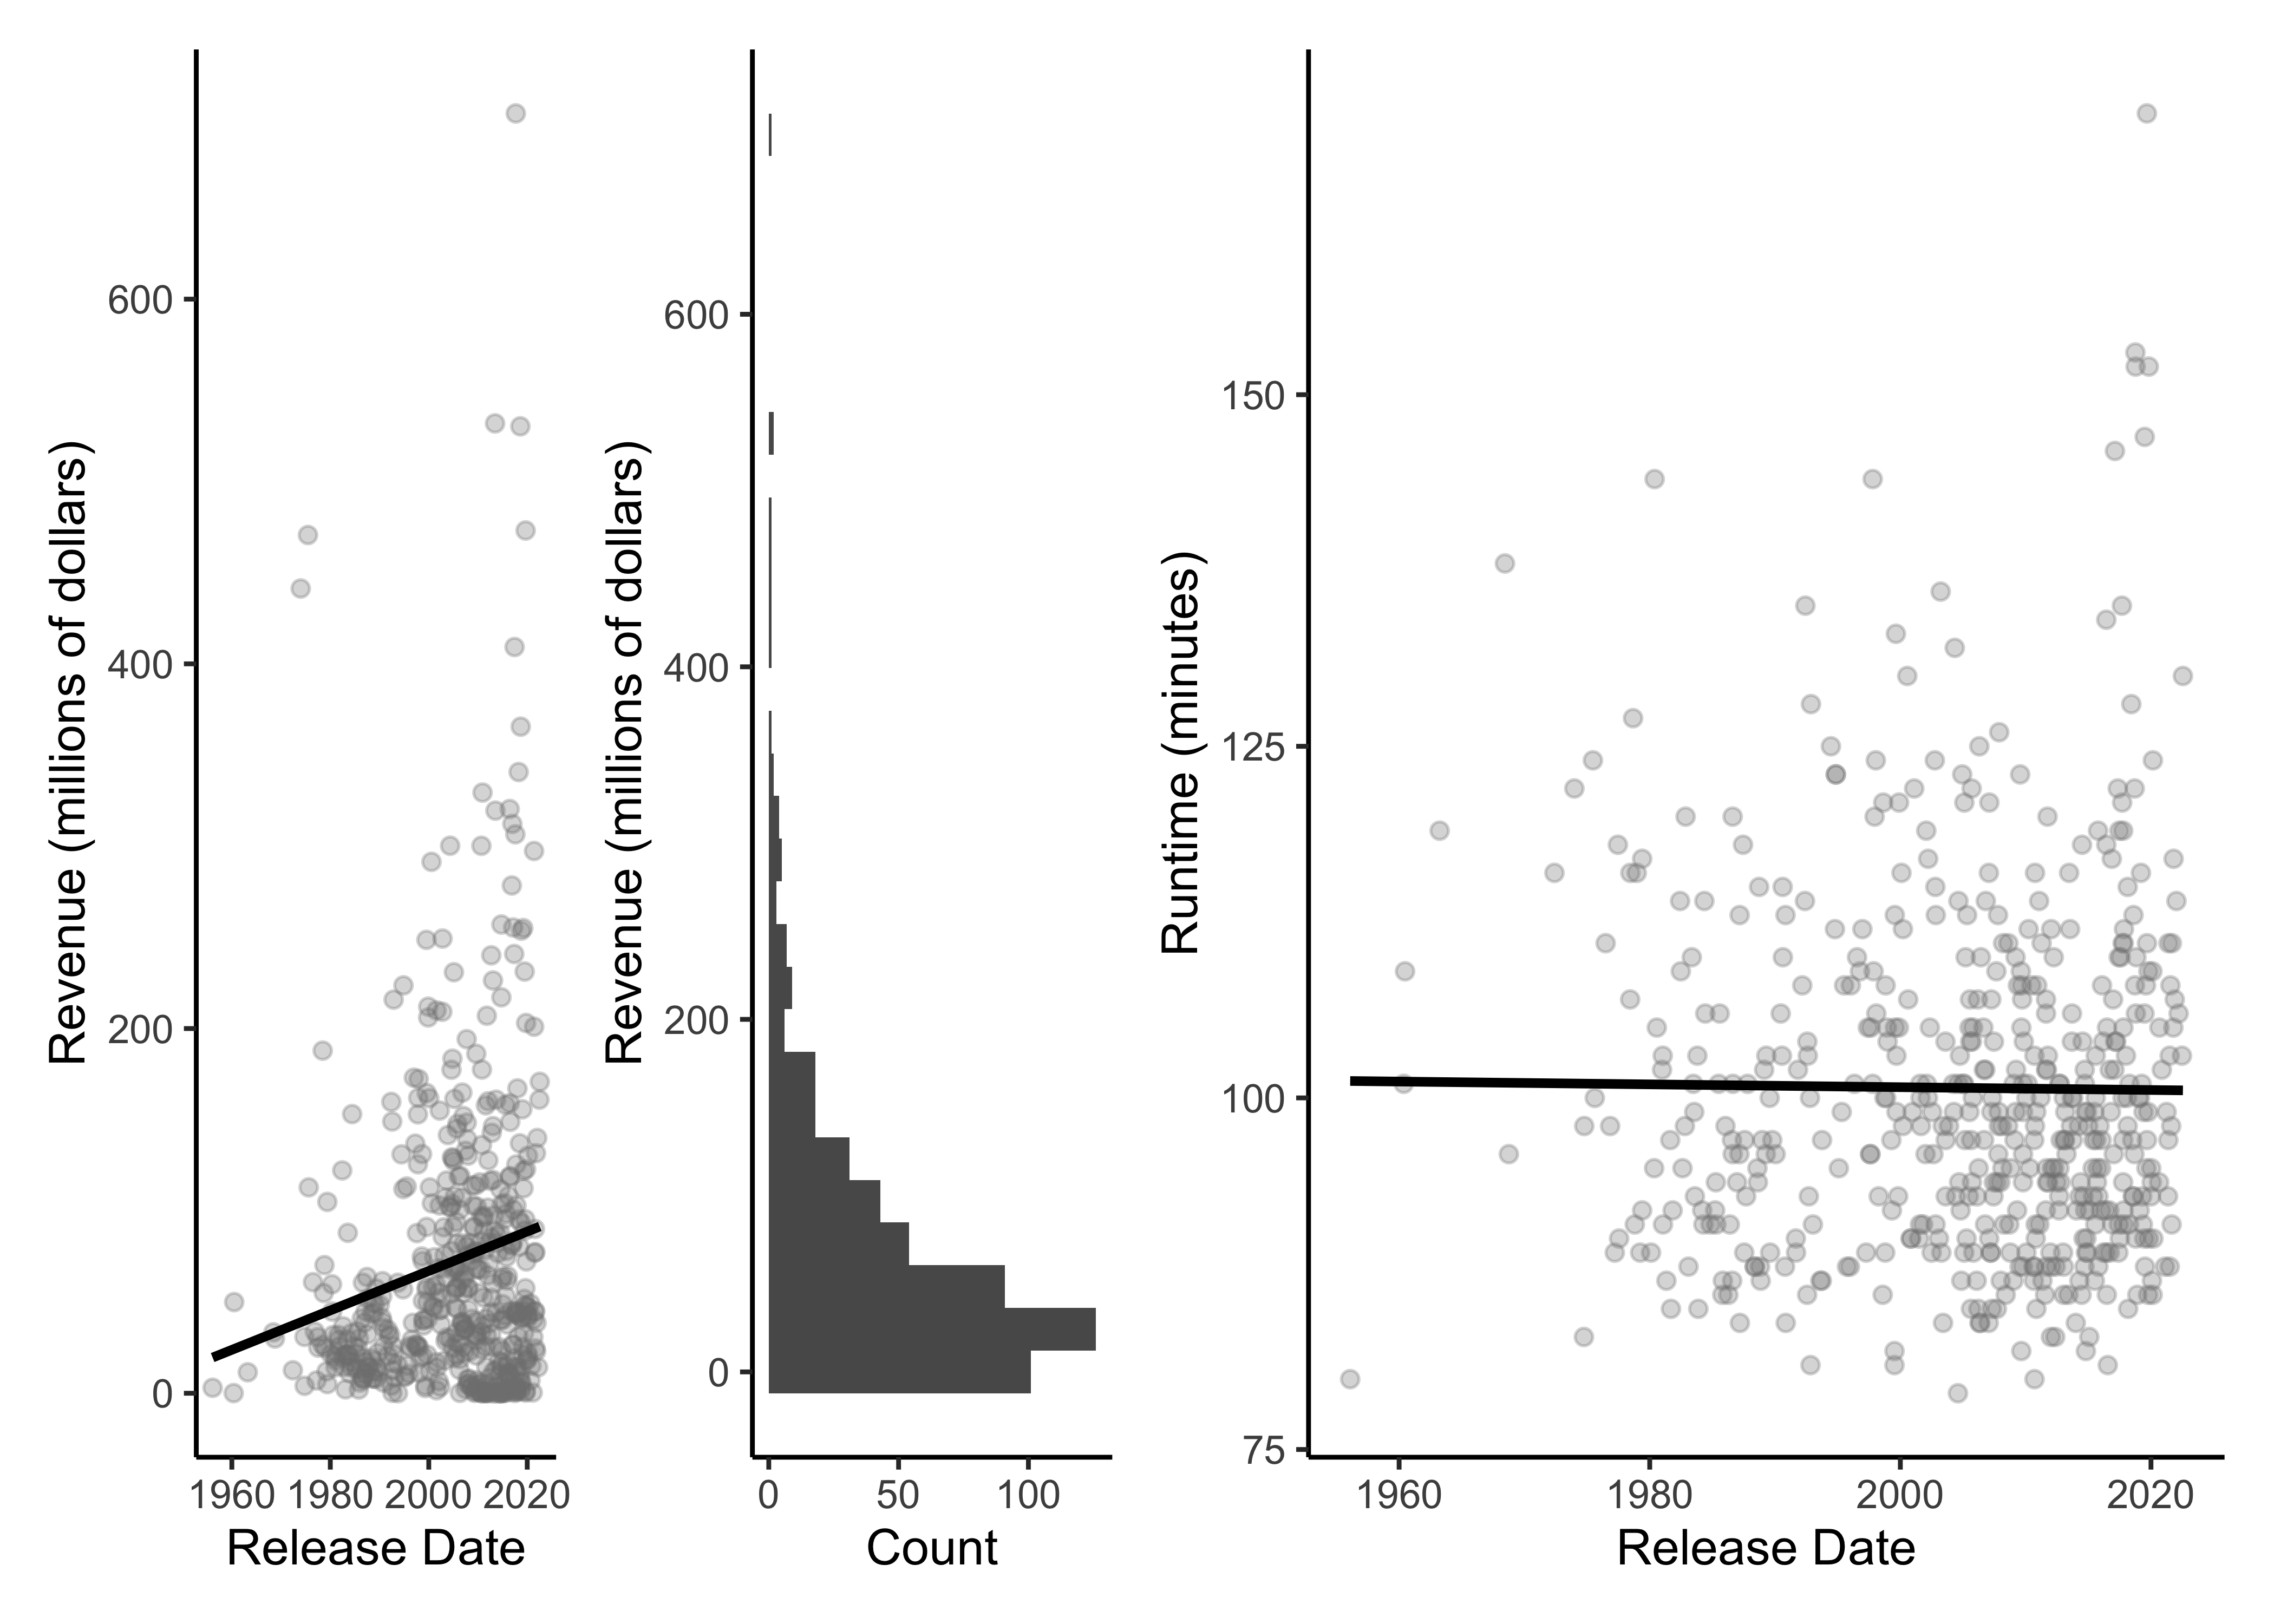 Revenue (millions of dollars)
600
400
200
0
1960 1980 2000 2020
Release Date
Revenue (millions of dollars)
600
400
200
0
0 50 100
Count
Runtime (minutes)
150
125
100
75
1960 1980 2000 2020
Release Date